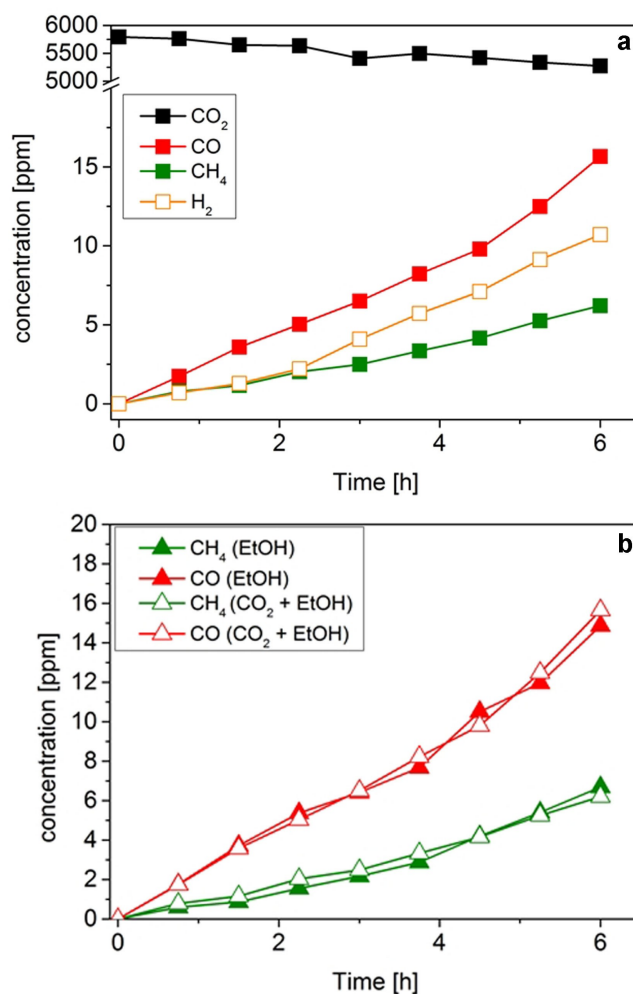 a
6000
5500
5000
CO₂
CO
CH₄
H₂
15
10
5
0
concentration [ppm]
0 2 4 6
Time [h]
b
20
18
16
14
12
10
8
6
4
2
0
CH₄ (EtOH)
CO (EtOH)
CH₄ (CO₂ + EtOH)
CO (CO₂ + EtOH)
concentration [ppm]
0 2 4 6
Time [h]